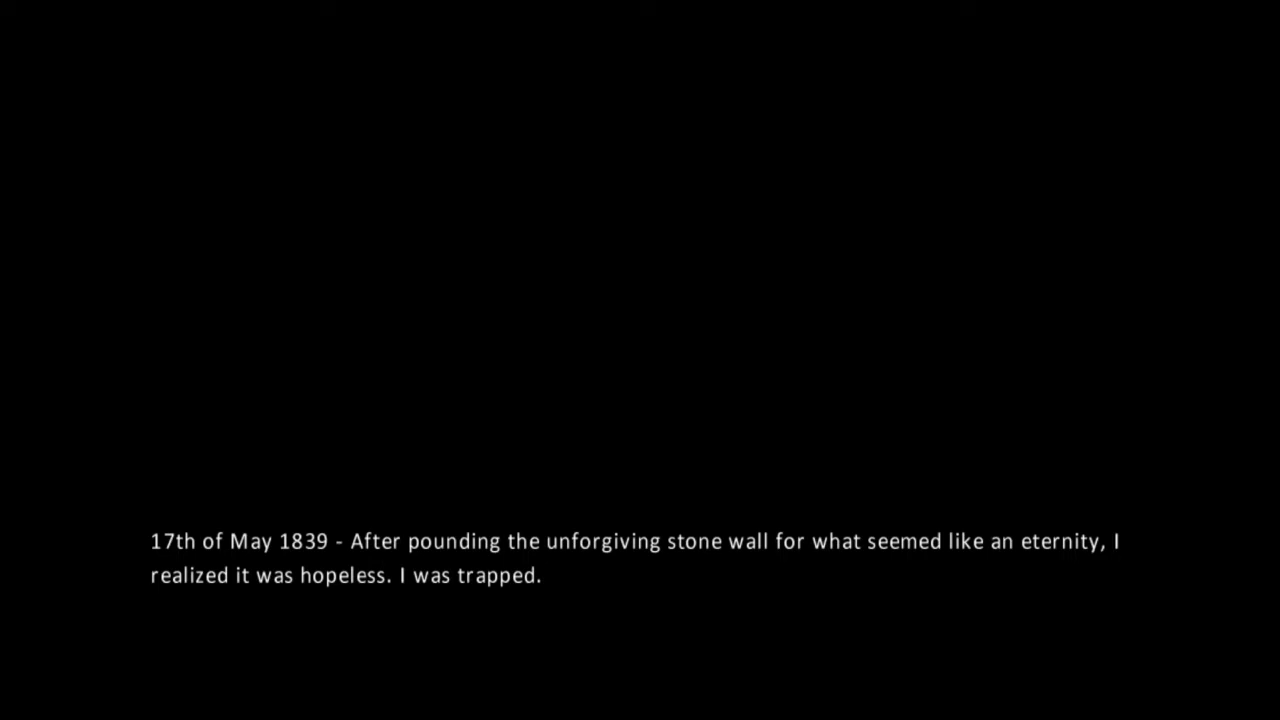 17th of May 1839 - After pounding the unforgiving stone wall for what seemed like an eternity, I
realized it was hopeless. I was trapped.